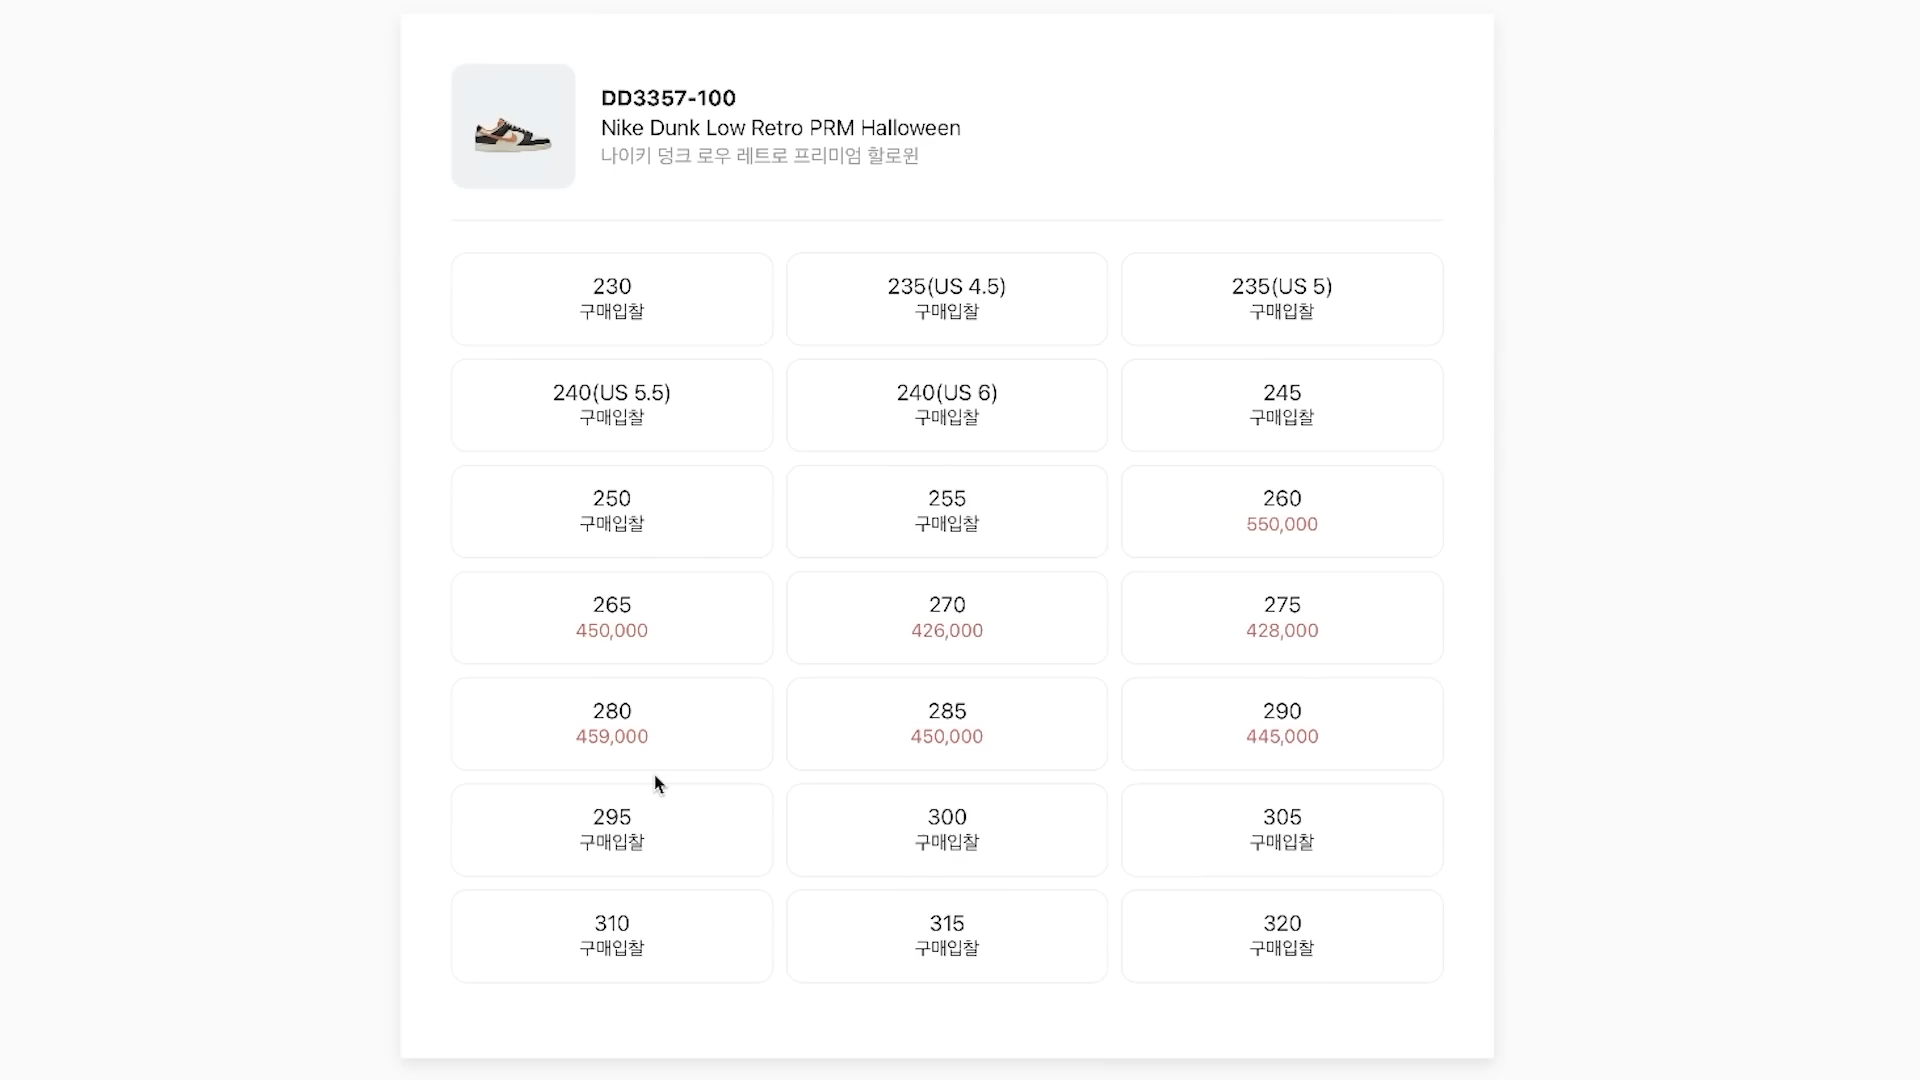 DD3357-100
Nike Dunk Low Retro PRM Halloween
나이키 덩크 로우 레트로 프리미엄 할로윈
230
구매입찰
235(US 4.5)
구매입찰
235(US 5)
구매입찰
240(US 5.5)
구매입찰
240(US 6)
구매입찰
245
구매입찰
250
구매입찰
255
구매입찰
260
550,000
265
450,000
270
426,000
275
428,000
280
459,000
285
450,000
290
445,000
295
구매입찰
300
구매입찰
305
구매입찰
310
구매입찰
315
구매입찰
320
구매입찰